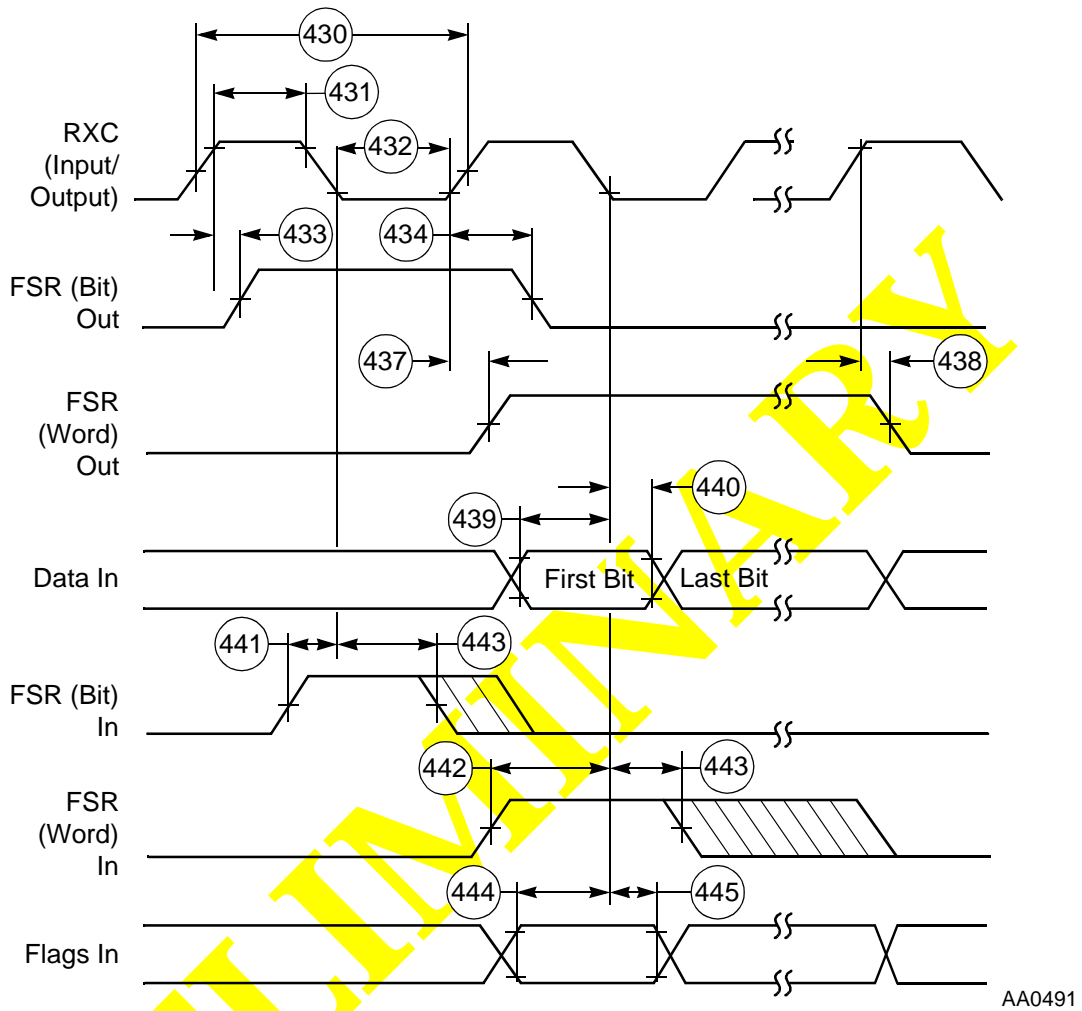 430
431
RXC
(Input/
Output)
432
433
434
FSR (Bit)
Out
437
438
FSR
(Word)
Out
440
439
Data In
First Bit
Last Bit
441
443
FSR (Bit)
In
442
443
FSR
(Word)
In
444
445
Flags In
AA0491
LIMINARY